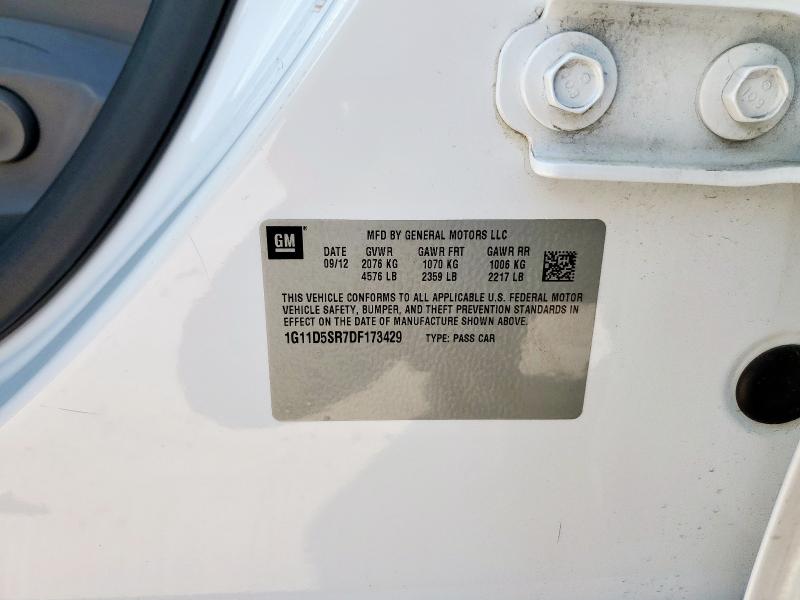 GM
MFD BY GENERAL MOTORS LLC
DATE GVWR GAWR FRT GAWR RR
09/12 2076 KG 1070 KG 1006 KG
4576 LB 2359 LB 2217 LB
THIS VEHICLE CONFORMS TO ALL APPLICABLE U.S. FEDERAL MOTOR
VEHICLE SAFETY, BUMPER, AND THEFT PREVENTION STANDARDS IN
EFFECT ON THE DATE OF MANUFACTURE SHOWN ABOVE.
1G11D5SR7DF173429 TYPE: PASS CAR